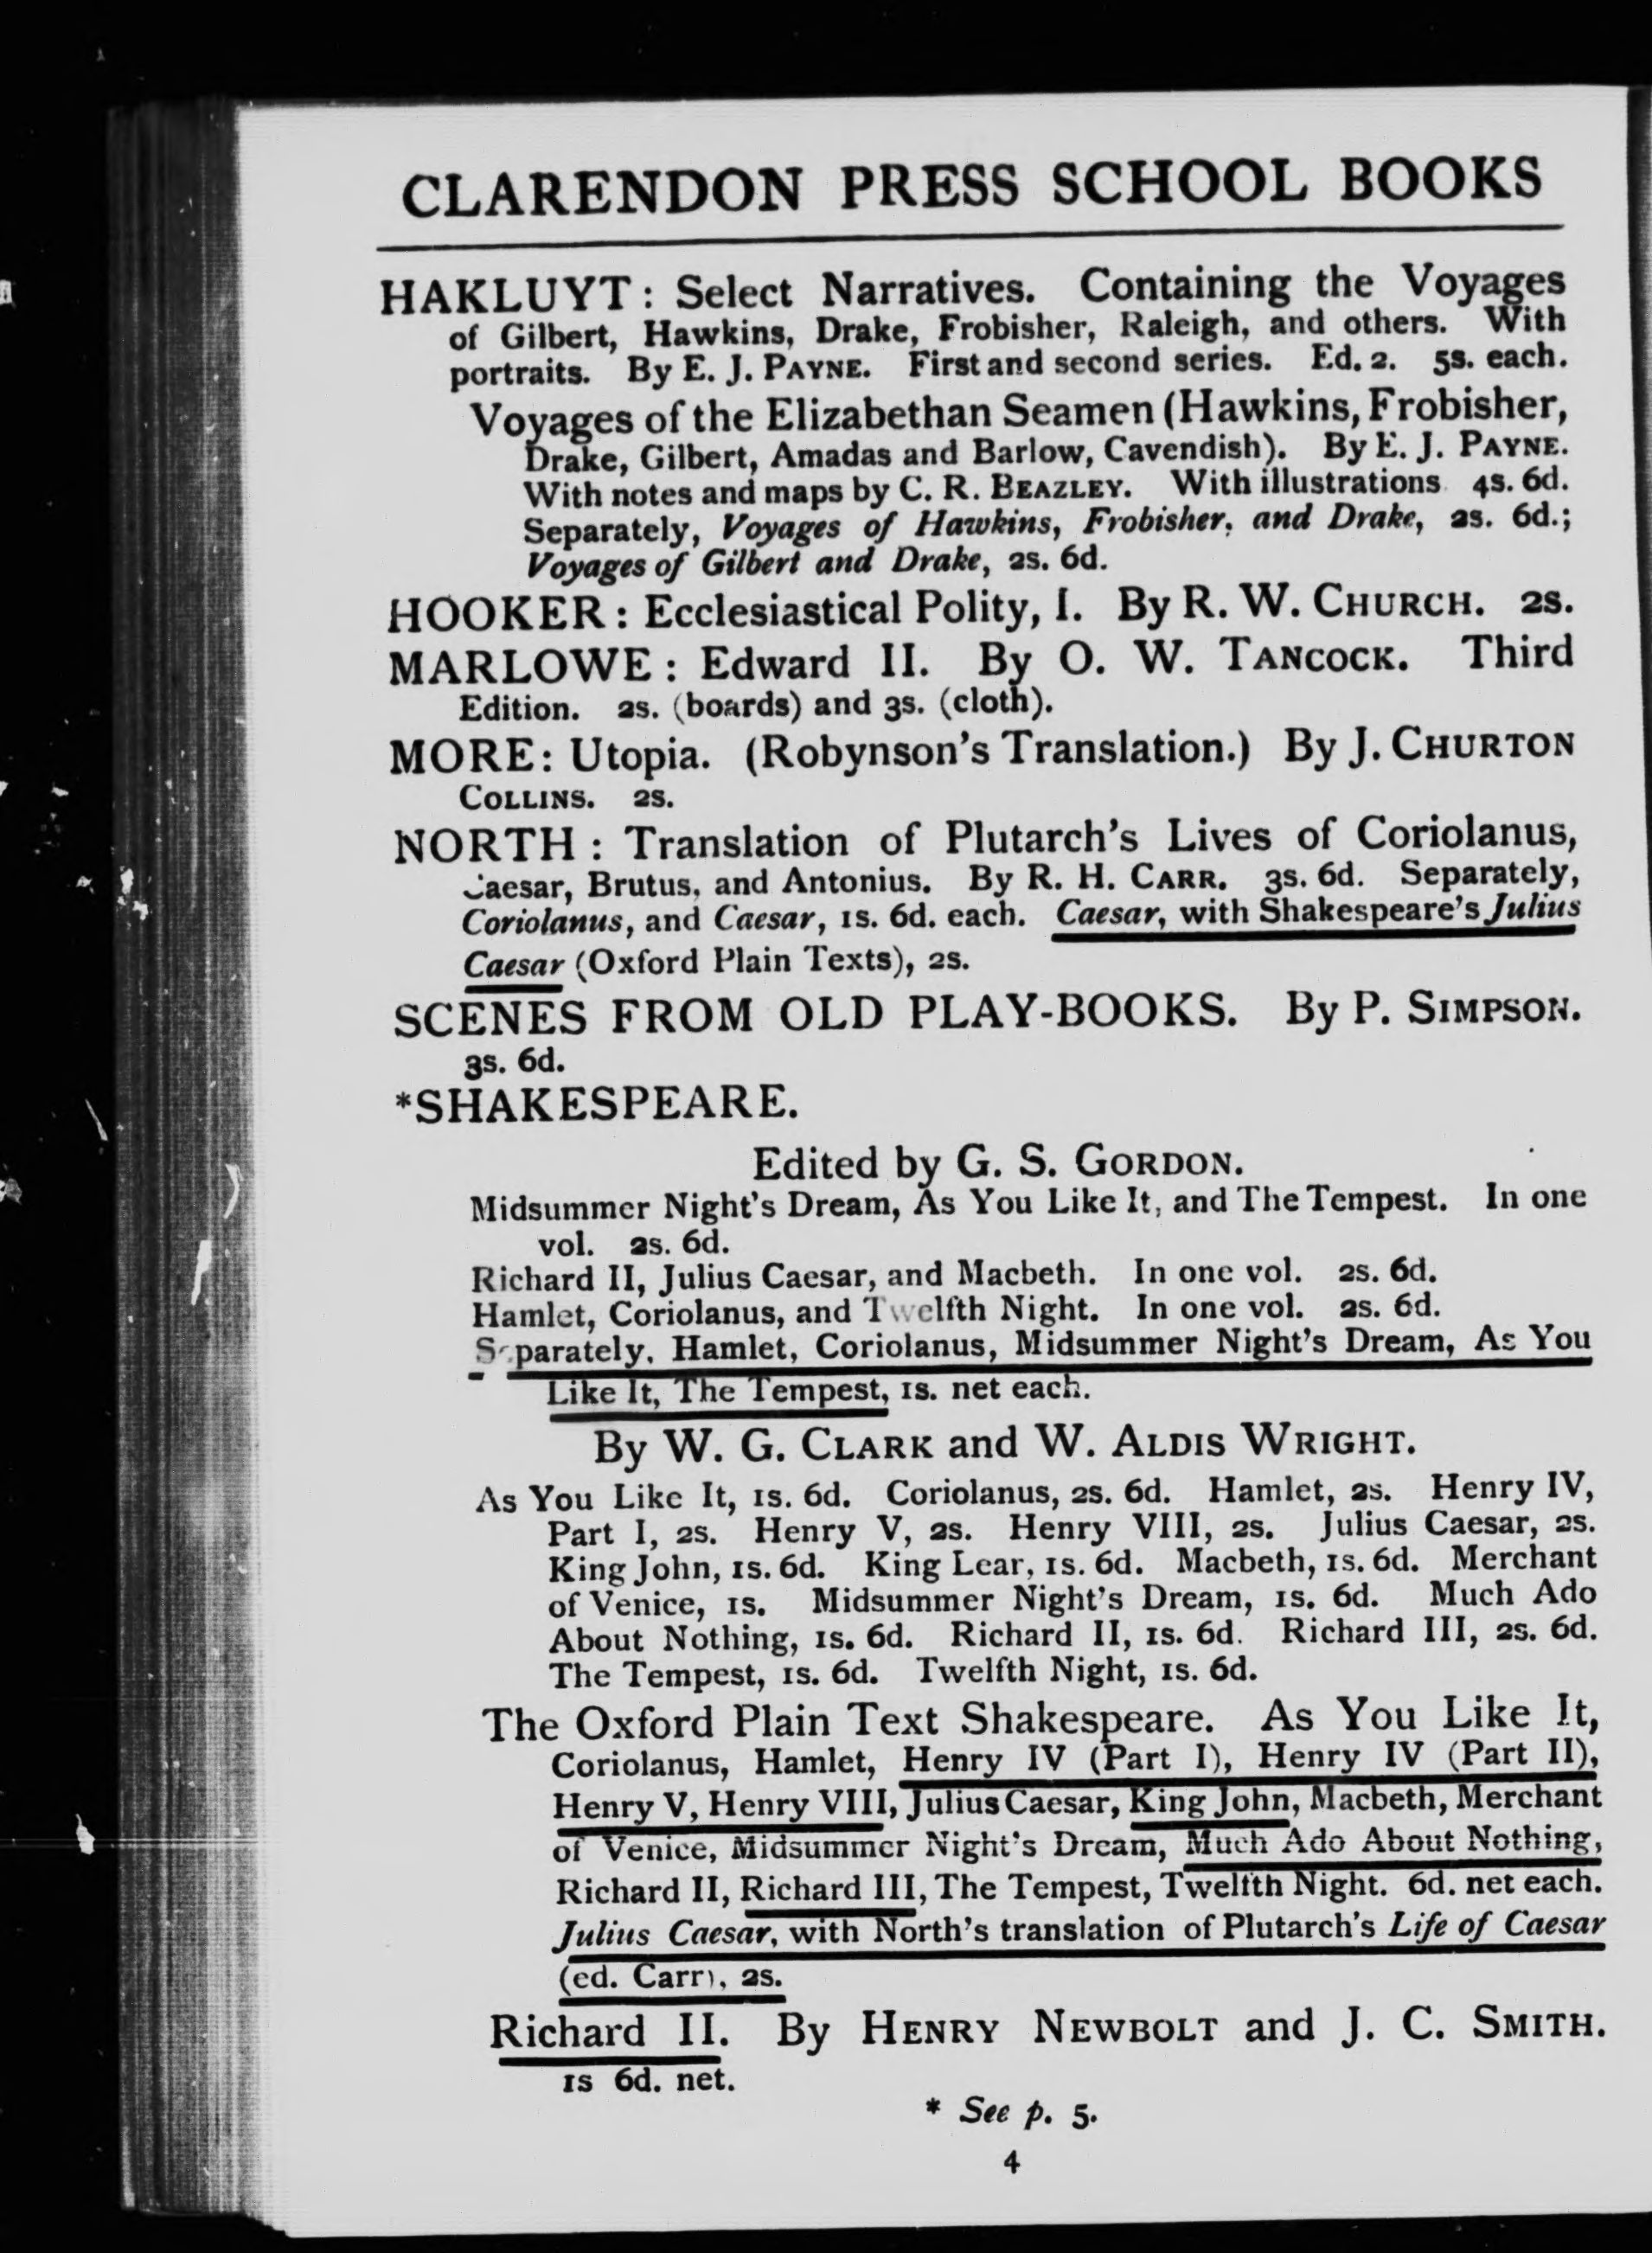 CLARENDON PRESS SCHOOL BOOKS
HAKLUYT: Select Narratives. Containing the Voyages
of Gilbert, Hawkins, Drake, Frobisher, Raleigh, and others. With
portraits. By E. J. PAYNE. First and second series. Ed. 2. 5s. each.
Voyages of the Elizabethan Seamen (Hawkins, Frobisher,
Drake, Gilbert, Amadas and Barlow, Cavendish). By E. J. PAYNE.
With notes and maps by C. R. BEAZLEY. With illustrations. 4s. 6d.
Separately, Voyages of Hawkins, Frobisher, and Drake, 2s. 6d.;
Voyages of Gilbert and Drake, 2s. 6d.
HOOKER: Ecclesiastical Polity, I. By R. W. CHURCH. 2s.
MARLOWE: Edward II. By O. W. TANCOCK. Third
Edition. 2s. (boards) and 3s. (cloth).
MORE: Utopia. (Robynson's Translation.) By J. CHURTON
COLLINS. 2s.
NORTH: Translation of Plutarch's Lives of Coriolanus,
Caesar, Brutus, and Antonius. By R. H. CARR. 3s. 6d. Separately,
Coriolanus, and Caesar, 1s. 6d. each. Caesar, with Shakespeare's Julius
Caesar (Oxford Plain Texts), 2s.
SCENES FROM OLD PLAY-BOOKS. By P. SIMPSON.
3s. 6d.
*SHAKESPEARE.
Edited by G. S. GORDON.
Midsummer Night's Dream, As You Like It, and The Tempest. In one
vol. 2s. 6d.
Richard II, Julius Caesar, and Macbeth. In one vol. 2s. 6d.
Hamlet, Coriolanus, and Twelfth Night. In one vol. 2s. 6d.
Separately, Hamlet, Coriolanus, Midsummer Night's Dream, As You
Like It, The Tempest, 1s. net each.
By W. G. CLARK and W. ALDIS WRIGHT.
As You Like It, 1s. 6d. Coriolanus, 2s. 6d. Hamlet, 2s. Henry IV,
Part I, 2s. Henry V, 2s. Henry VIII, 2s. Julius Caesar, 2s.
King John, 1s. 6d. King Lear, 1s. 6d. Macbeth, 1s. 6d. Merchant
of Venice, 1s. Midsummer Night's Dream, 1s. 6d. Much Ado
About Nothing, 1s. 6d. Richard II, 1s. 6d. Richard III, 2s. 6d.
The Tempest, 1s. 6d. Twelfth Night, 1s. 6d.
The Oxford Plain Text Shakespeare. As You Like It,
Coriolanus, Hamlet, Henry IV (Part I), Henry IV (Part II),
Henry V, Henry VIII, Julius Caesar, King John, Macbeth, Merchant
of Venice, Midsummer Night's Dream, Much Ado About Nothing,
Richard II, Richard III, The Tempest, Twelfth Night. 6d. net each.
Julius Caesar, with North's translation of Plutarch's Life of Caesar
(ed. Carr), 2s.
Richard II. By HENRY NEWBOLT and J. C. SMITH.
1s 6d. net.
* See p. 5.
4